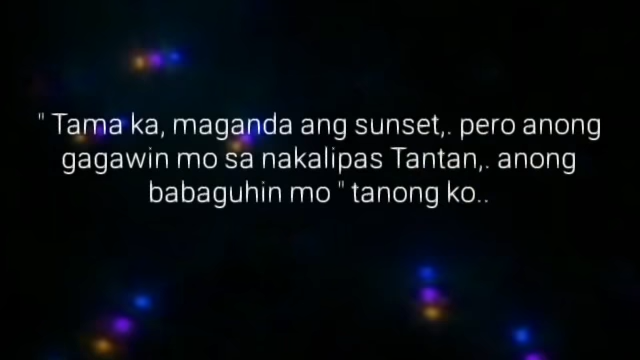 " Tama ka, maganda ang sunset,. pero anong
gagawin mo sa nakalipas Tantan,. anong
babaguhin mo " tanong ko..